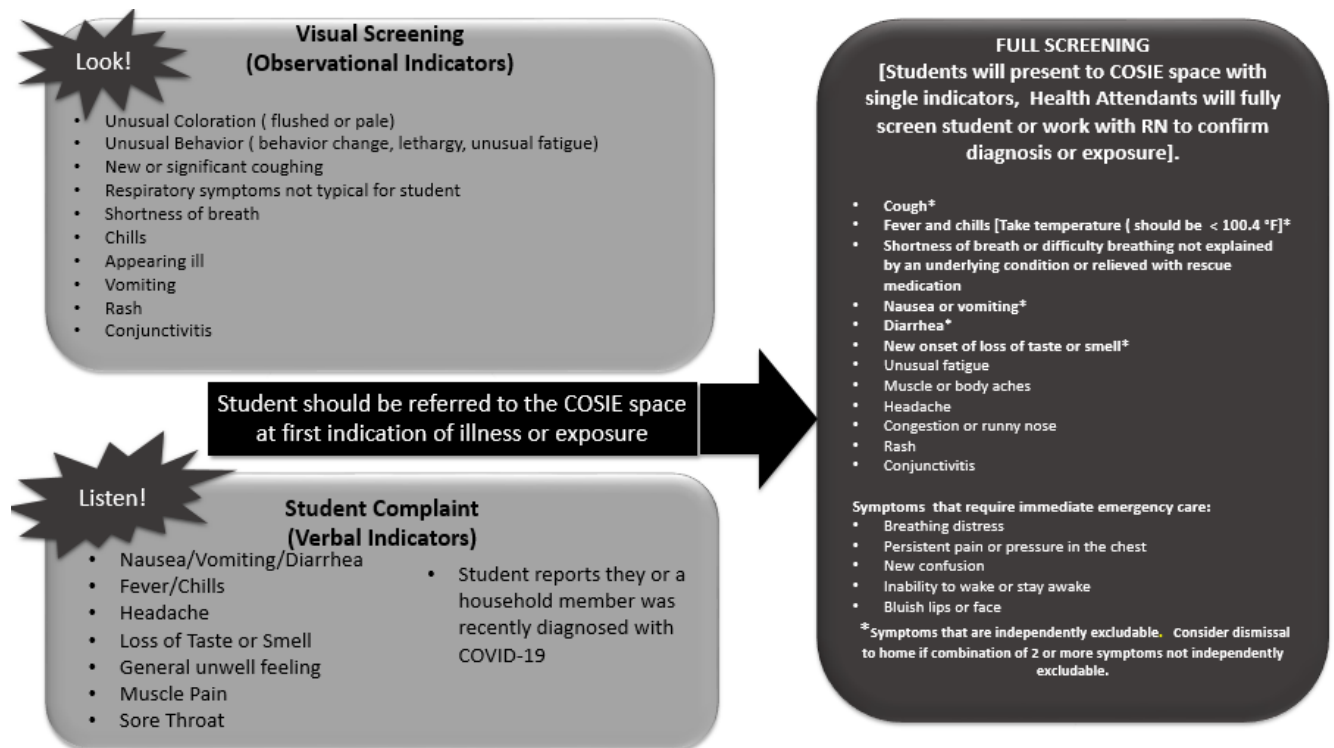 Look!
Visual Screening
(Observational Indicators)
• Unusual Coloration ( flushed or pale)
• Unusual Behavior ( behavior change, lethargy, unusual fatigue)
• New or significant coughing
• Respiratory symptoms not typical for student
• Shortness of breath
• Chills
• Appearing ill
• Vomiting
• Rash
• Conjunctivitis
Student should be referred to the COSIE space
at first indication of illness or exposure
Listen!
Student Complaint
(Verbal Indicators)
• Nausea/Vomiting/Diarrhea
• Fever/Chills
• Headache
• Loss of Taste or Smell
• General unwell feeling
• Muscle Pain
• Sore Throat
• Student reports they or a
household member was
recently diagnosed with
COVID-19
FULL SCREENING
[Students will present to COSIE space with
single indicators, Health Attendants will fully
screen student or work with RN to confirm
diagnosis or exposure].
• Cough*
• Fever and chills [Take temperature ( should be < 100.4 °F]*
• Shortness of breath or difficulty breathing not explained
by an underlying condition or relieved with rescue
medication
• Nausea or vomiting*
• Diarrhea*
• New onset of loss of taste or smell*
• Unusual fatigue
• Muscle or body aches
• Headache
• Congestion or runny nose
• Rash
• Conjunctivitis
Symptoms that require immediate emergency care:
• Breathing distress
• Persistent pain or pressure in the chest
• New confusion
• Inability to wake or stay awake
• Bluish lips or face
*Symptoms that are independently excludable. Consider dismissal
to home if combination of 2 or more symptoms not independently
excludable.